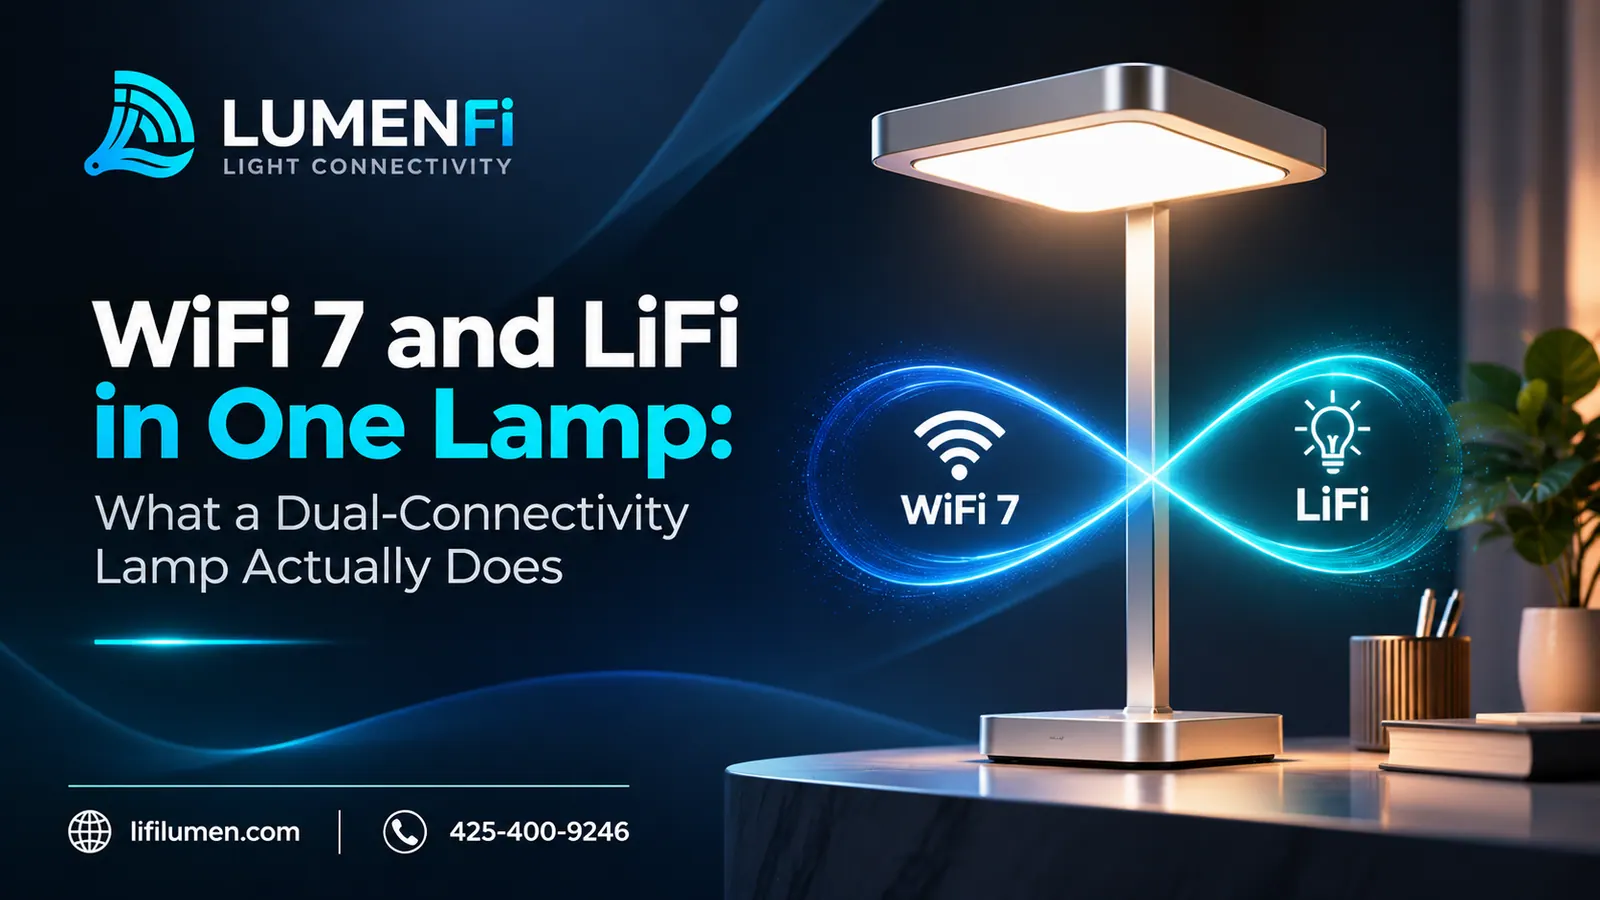 LUMENFi
LIGHT CONNECTIVITY
WiFi 7 and LiFi
in One Lamp:
What a Dual-Connectivity
Lamp Actually Does
WiFi 7
LiFi
lifilumen.com
425-400-9246